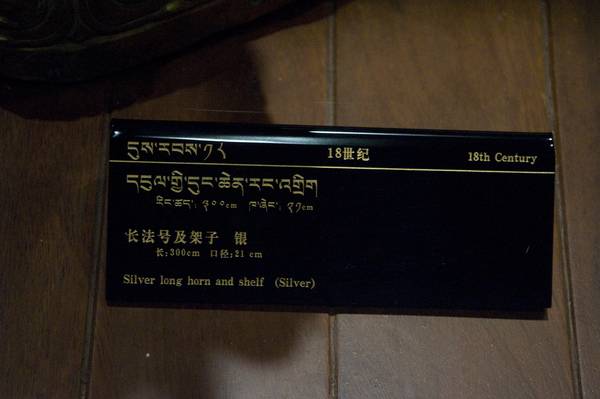 དུས་རབས་༡༨ 18世纪 18th Century
དངུལ་གྱི་དུང་ཆེན་རང་འགྲིག
རིང་ཚད་: ༣༠༠cm ཁ་ཞེང་: ༢༡cm
长法号及架子 银
长:300cm 口径:21 cm
Silver long horn and shelf (Silver)